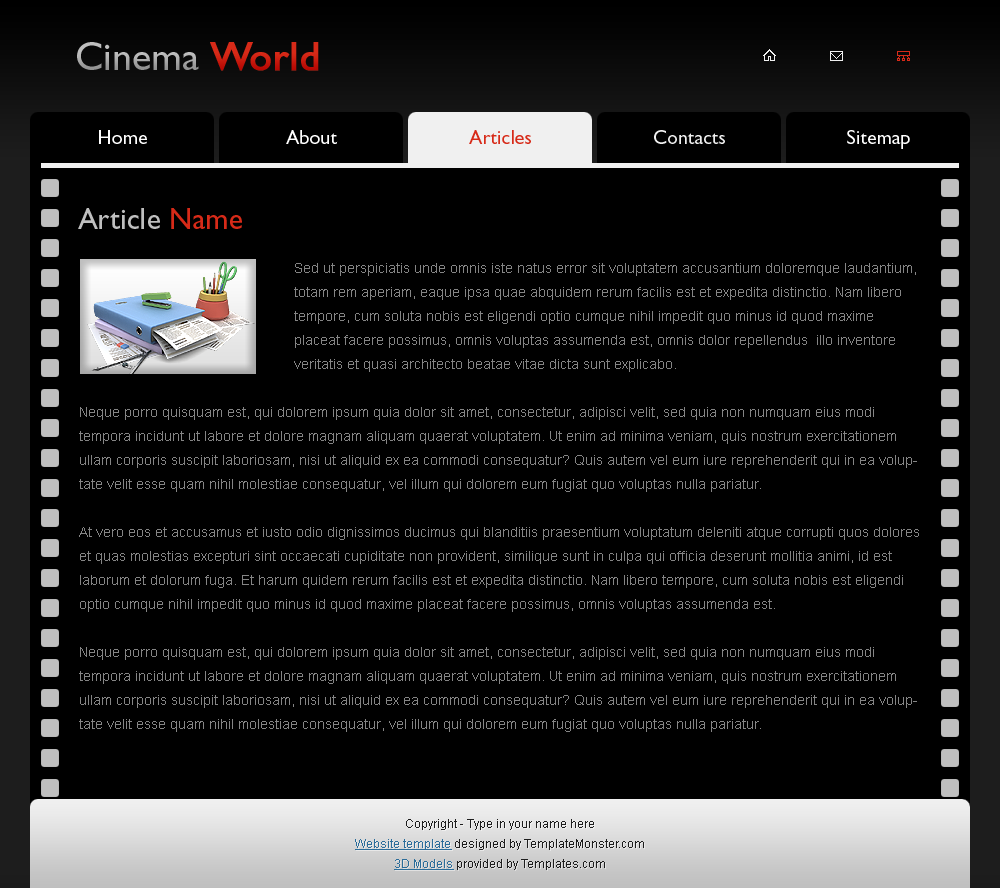 Cinema World
Home About Articles Contacts Sitemap
Article Name
Sed ut perspiciatis unde omnis iste natus error sit voluptatem accusantium doloremque laudantium,
totam rem aperiam, eaque ipsa quae abquidem rerum facilis est et expedita distinctio. Nam libero
tempore, cum soluta nobis est eligendi optio cumque nihil impedit quo minus id quod maxime
placeat facere possimus, omnis voluptas assumenda est, omnis dolor repellendus  illo inventore
veritatis et quasi architecto beatae vitae dicta sunt explicabo.
Neque porro quisquam est, qui dolorem ipsum quia dolor sit amet, consectetur, adipisci velit, sed quia non numquam eius modi
tempora incidunt ut labore et dolore magnam aliquam quaerat voluptatem. Ut enim ad minima veniam, quis nostrum exercitationem
ullam corporis suscipit laboriosam, nisi ut aliquid ex ea commodi consequatur? Quis autem vel eum iure reprehenderit qui in ea volup-
tate velit esse quam nihil molestiae consequatur, vel illum qui dolorem eum fugiat quo voluptas nulla pariatur.
At vero eos et accusamus et iusto odio dignissimos ducimus qui blanditiis praesentium voluptatum deleniti atque corrupti quos dolores
et quas molestias excepturi sint occaecati cupiditate non provident, similique sunt in culpa qui officia deserunt mollitia animi, id est
laborum et dolorum fuga. Et harum quidem rerum facilis est et expedita distinctio. Nam libero tempore, cum soluta nobis est eligendi
optio cumque nihil impedit quo minus id quod maxime placeat facere possimus, omnis voluptas assumenda est.
Neque porro quisquam est, qui dolorem ipsum quia dolor sit amet, consectetur, adipisci velit, sed quia non numquam eius modi
tempora incidunt ut labore et dolore magnam aliquam quaerat voluptatem. Ut enim ad minima veniam, quis nostrum exercitationem
ullam corporis suscipit laboriosam, nisi ut aliquid ex ea commodi consequatur? Quis autem vel eum iure reprehenderit qui in ea volup-
tate velit esse quam nihil molestiae consequatur, vel illum qui dolorem eum fugiat quo voluptas nulla pariatur.
Copyright - Type in your name here
Website template designed by TemplateMonster.com
3D Models provided by Templates.com